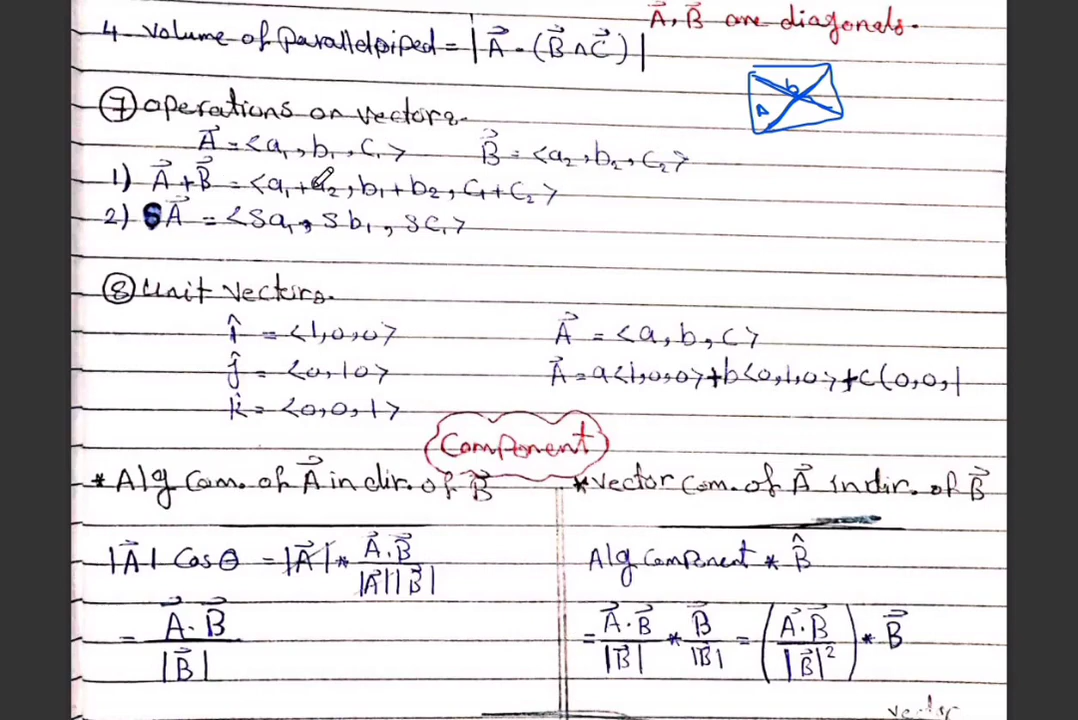 A⃗, B⃗ are diagonals.
4- volume of parallelpiped = |A⃗ · (B⃗ ∧ C⃗)|
b
A
⑦ operations on vectors.
A⃗ = <a₁, b₁, c₁>    B⃗ = <a₂, b₂, c₂>
1) A⃗ + B⃗ = <a₁+a₂, b₁+b₂, c₁+c₂>
2) SA⃗ = <Sa₁, Sb₁, Sc₁>
⑧ Unit vectors.
î = <1,0,0>    A⃗ = <a, b, c>
ĵ = <0,1,0>    A⃗ = a<1,0,0> + b<0,1,0> + c(0,0,1
k̂ = <0,0,1>
Component
* Alg Com. of A⃗ in dir. of B⃗    * vector com. of A⃗ in dir. of B⃗
|A⃗| Cosθ = |A⃗| * A⃗.B⃗ / |A⃗||B⃗|    Alg component * B̂
= A⃗.B⃗ / |B⃗|    = A⃗.B⃗ / |B⃗| * B⃗ / |B⃗| = (A⃗.B⃗ / |B⃗|²) * B⃗
vector